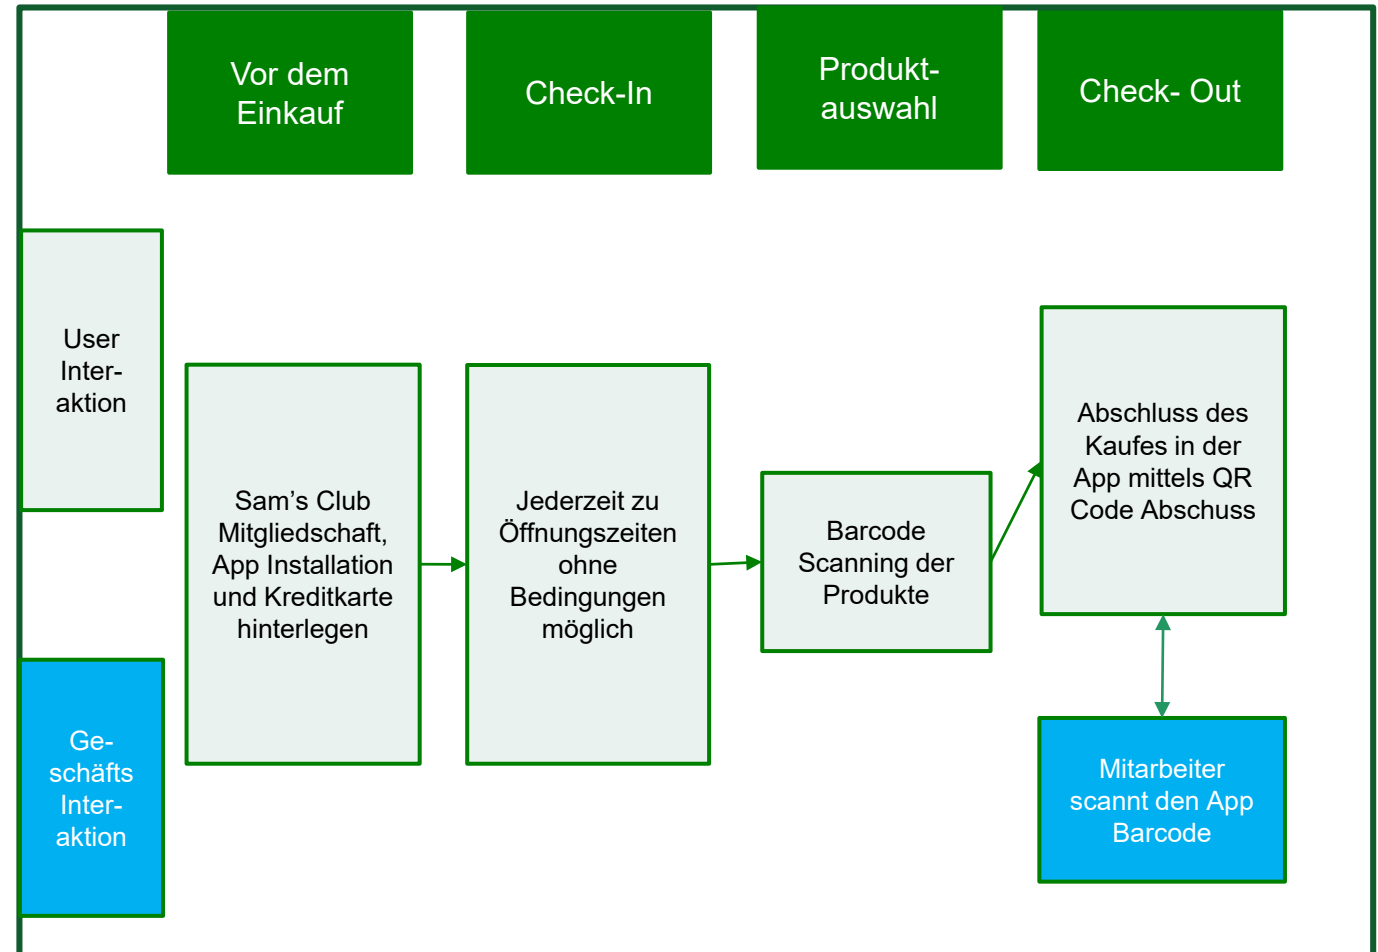 Vor dem
Einkauf
Check-In
Produkt-
auswahl
Check- Out
User
Inter-
aktion
Sam’s Club
Mitgliedschaft,
App Installation
und Kreditkarte
hinterlegen
Jederzeit zu
Öffnungszeiten
ohne
Bedingungen
möglich
Barcode
Scanning der
Produkte
Abschluss des
Kaufes in der
App mittels QR
Code Abschuss
Ge-
schäfts
Inter-
aktion
Mitarbeiter
scannt den App
Barcode